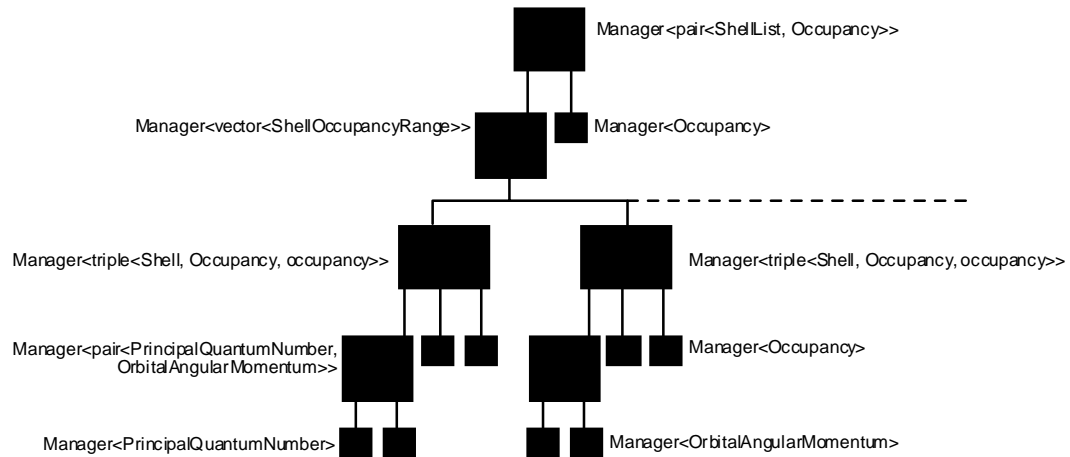 Manager<pair<ShellList, Occupancy>>
Manager<vector<ShellOccupancyRange>>
Manager<Occupancy>
Manager<triple<Shell, Occupancy, occupancy>>
Manager<triple<Shell, Occupancy, occupancy>>
Manager<pair<PrincipalQuantumNumber,
OrbitalAngularMomentum>>
Manager<Occupancy>
Manager<PrincipalQuantumNumber>
Manager<OrbitalAngularMomentum>